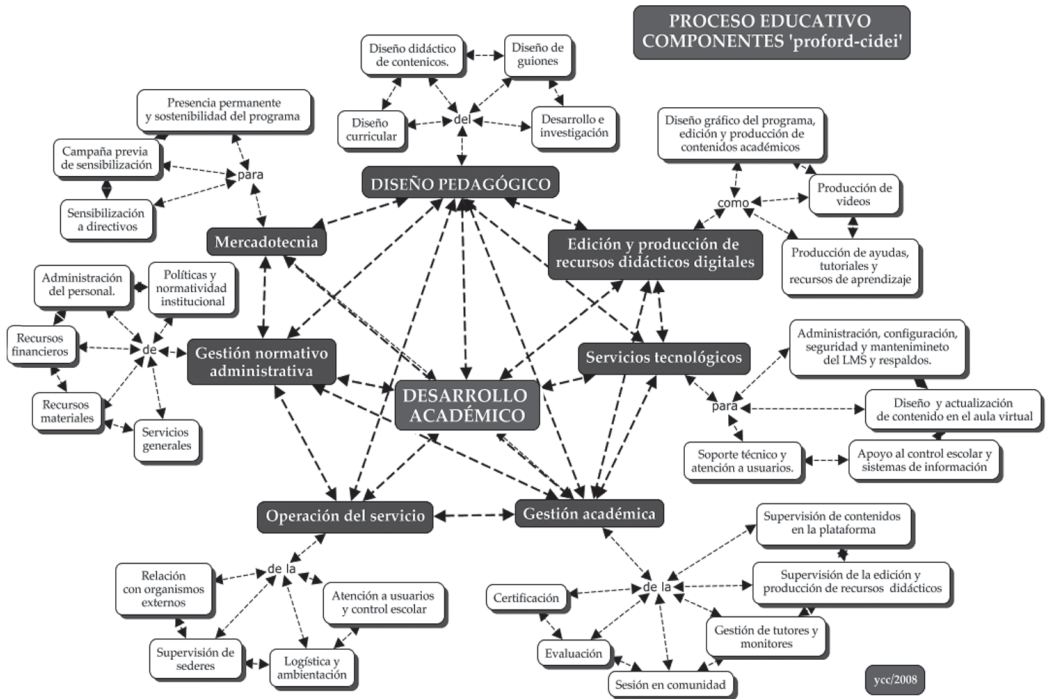 PROCESO EDUCATIVO
COMPONENTES 'proford-cidei'
Diseño didáctico
de contenicos.
Diseño de
guiones
Diseño
curricular
del
Desarrollo e
investigación
Presencia permanente
y sostenibilidad del programa
Campaña previa
de sensibilización
para
Sensibilización
a directivos
DISEÑO PEDAGÓGICO
Diseño gráfico del programa,
edición y producción de
contenidos académicos
como
Producción de
videos
Producción de ayudas,
tutoriales y
recursos de aprendizaje
Mercadotecnia
Edición y producción de
recursos didácticos digitales
Administración
del personal.
Políticas y
normatividad
institucional
Recursos
financieros
de
Recursos
materiales
Servicios
generales
Gestión normativo
administrativa
Servicios tecnológicos
DESARROLLO
ACADÉMICO
Administración, configuración,
seguridad y mantenimineto
del LMS y respaldos.
para
Diseño y actualización
de contenido en el aula virtual
Soporte técnico y
atención a usuarios.
Apoyo al control escolar y
sistemas de información
Operación del servicio
Gestión académica
de la
Relación
con organismos
externos
Atención a usuarios
y control escolar
Supervisión de
sederes
Logística y
ambientación
Supervisión de contenidos
en la plataforma
de la
Supervisión de la edición y
producción de recursos didácticos
Certificación
Gestión de tutores y
monitores
Evaluación
Sesión en comunidad
ycc/2008